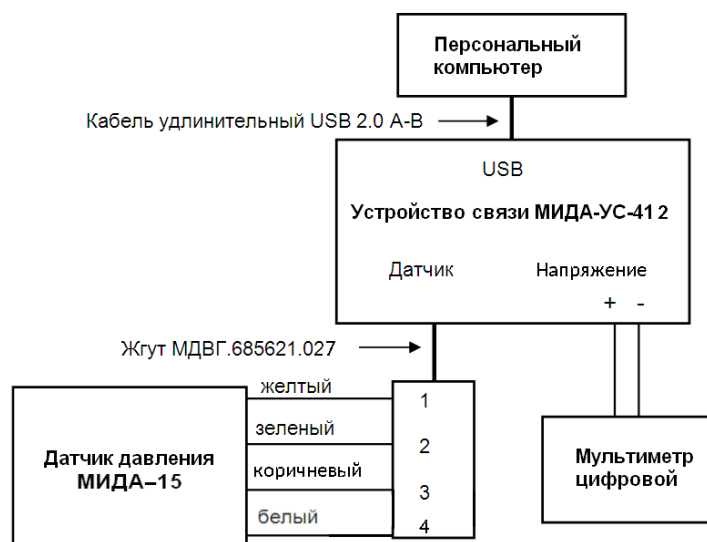 Персональный
компьютер
Кабель удлинительный USB 2.0 А-В
USB
Устройство связи МИДА-УС-41 2
Датчик Напряжение
+ -
Жгут МДВГ.685621.027
желтый
1
зеленый
2
Датчик давления
МИДА–15
коричневый
3
белый
4
Мультиметр
цифровой